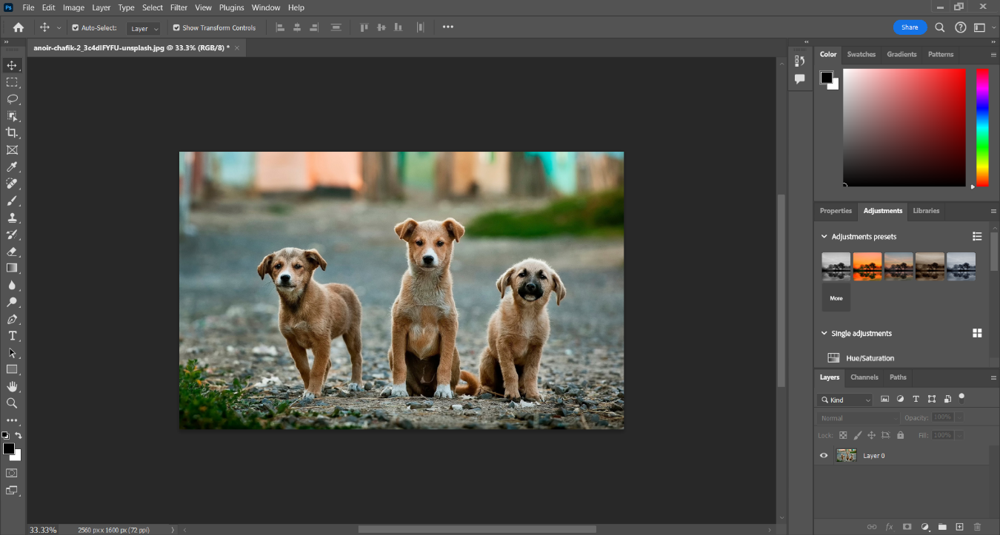 Ps File Edit Image Layer Type Select Filter View Plugins Window Help
Auto-Select: Layer Show Transform Controls Share
anoir-chafik-2_3c4dIFYFU-unsplash.jpg @ 33.3% (RGB/8) *
Color Swatches Gradients Patterns
Properties Adjustments Libraries
Adjustments presets
More
Single adjustments
Hue/Saturation
Layers Channels Paths
Kind
Normal Opacity: 100%
Lock: Fill: 100%
Layer 0
33.33% 2560 px x 1600 px (72 ppi)